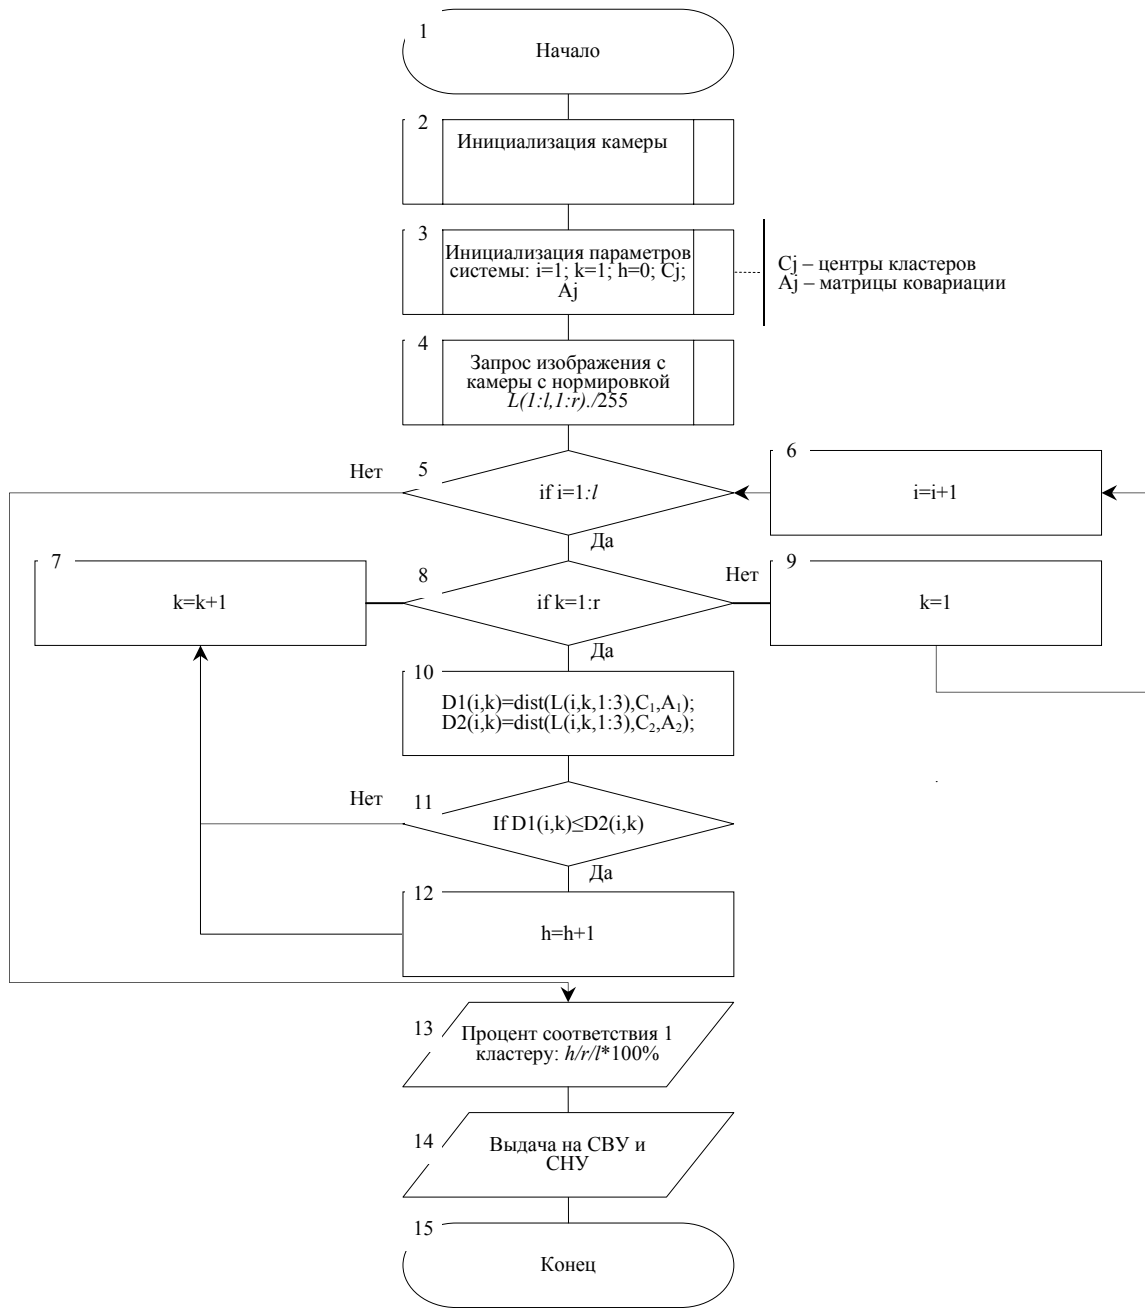 1
Начало
2
Инициализация камеры
3
Инициализация параметров
системы: i=1; k=1; h=0; Cj;
Aj
Cj – центры кластеров
Aj – матрицы ковариации
4
Запрос изображения с
камеры с нормировкой
L(1:l,1:r)./255
Нет
5
if i=1:l
Да
6
i=i+1
7
k=k+1
8
if k=1:r
Нет
Да
9
k=1
10
D1(i,k)=dist(L(i,k,1:3),C₁,A₁);
D2(i,k)=dist(L(i,k,1:3),C₂,A₂);
Нет
11
If D1(i,k)≤D2(i,k)
Да
12
h=h+1
13
Процент соответствия 1
кластеру: h/r/l*100%
14
Выдача на СВУ и
СНУ
15
Конец